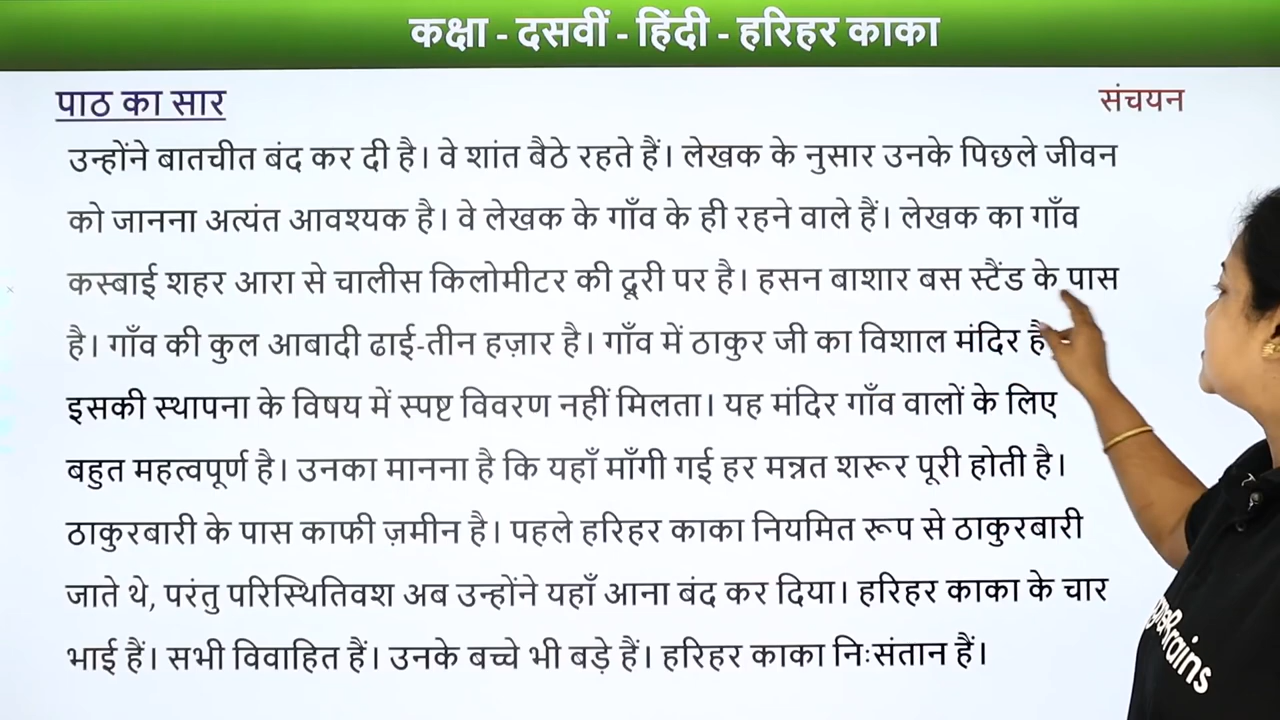 कक्षा - दसवीं - हिंदी - हरिहर काका
पाठ का सार
संचयन
उन्होंने बातचीत बंद कर दी है। वे शांत बैठे रहते हैं। लेखक के नुसार उनके पिछले जीवन
को जानना अत्यंत आवश्यक है। वे लेखक के गाँव के ही रहने वाले हैं। लेखक का गाँव
कस्बाई शहर आरा से चालीस किलोमीटर की दूरी पर है। हसन बाशार बस स्टैंड के पास
है। गाँव की कुल आबादी ढाई-तीन हज़ार है। गाँव में ठाकुर जी का विशाल मंदिर है
इसकी स्थापना के विषय में स्पष्ट विवरण नहीं मिलता। यह मंदिर गाँव वालों के लिए
बहुत महत्वपूर्ण है। उनका मानना है कि यहाँ माँगी गई हर मन्नत शरूर पूरी होती है।
ठाकुरबारी के पास काफी ज़मीन है। पहले हरिहर काका नियमित रूप से ठाकुरबारी
जाते थे, परंतु परिस्थितिवश अब उन्होंने यहाँ आना बंद कर दिया। हरिहर काका के चार
भाई हैं। सभी विवाहित हैं। उनके बच्चे भी बड़े हैं। हरिहर काका निःसंतान हैं।